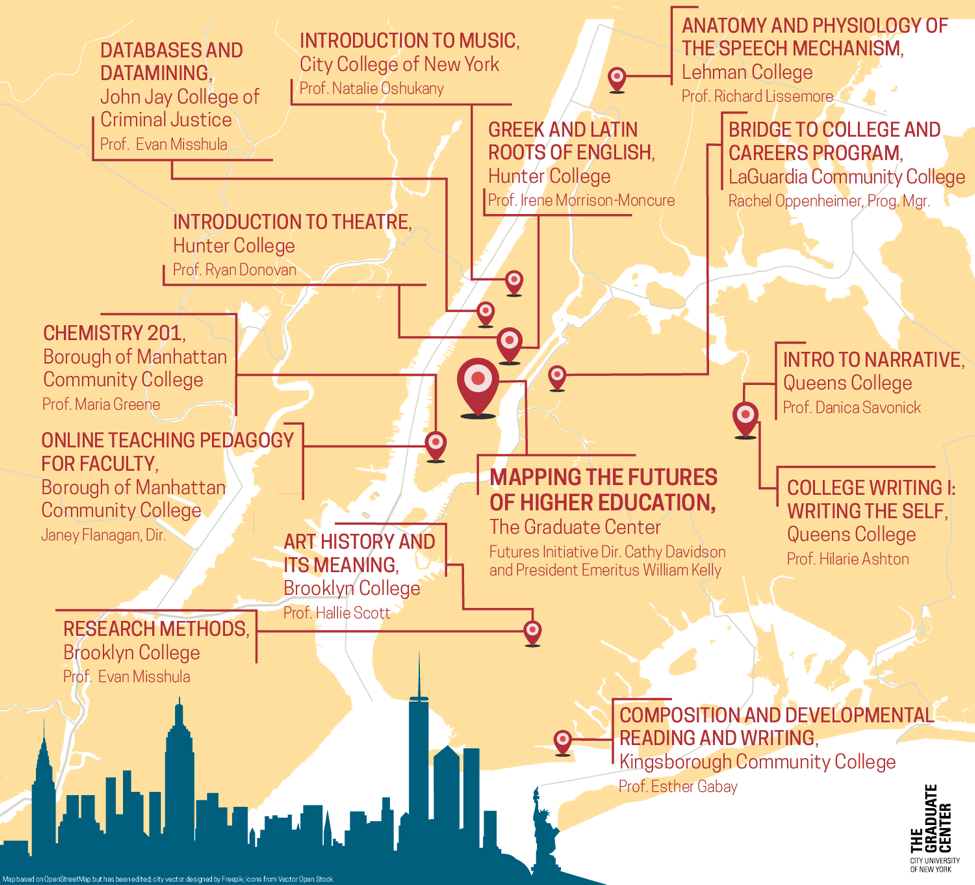 DATABASES AND
DATAMINING,
John Jay College of
Criminal Justice
Prof. Evan Misshula
INTRODUCTION TO MUSIC,
City College of New York
Prof. Natalie Oshukany
ANATOMY AND PHYSIOLOGY OF
THE SPEECH MECHANISM,
Lehman College
Prof. Richard Lissemore
GREEK AND LATIN
ROOTS OF ENGLISH,
Hunter College
Prof. Irene Morrison-Moncure
BRIDGE TO COLLEGE AND
CAREERS PROGRAM,
LaGuardia Community College
Rachel Oppenheimer, Prog. Mgr.
INTRODUCTION TO THEATRE,
Hunter College
Prof. Ryan Donovan
CHEMISTRY 201,
Borough of Manhattan
Community College
Prof. Maria Greene
INTRO TO NARRATIVE,
Queens College
Prof. Danica Savonick
ONLINE TEACHING PEDAGOGY
FOR FACULTY,
Borough of Manhattan
Community College
Janey Flanagan, Dir.
MAPPING THE FUTURES
OF HIGHER EDUCATION,
The Graduate Center
Futures Initiative Dir. Cathy Davidson
and President Emeritus William Kelly
COLLEGE WRITING I:
WRITING THE SELF,
Queens College
Prof. Hilarie Ashton
ART HISTORY AND
ITS MEANING,
Brooklyn College
Prof. Hallie Scott
RESEARCH METHODS,
Brooklyn College
Prof. Evan Misshula
COMPOSITION AND DEVELOPMENTAL
READING AND WRITING,
Kingsborough Community College
Prof. Esther Gabay
THE
GRADUATE
CENTER
CITY UNIVERSITY
OF NEW YORK
Map based on OpenStreetMap but has been edited; city vector designed by Freepik; icons from Vector Open Stock.